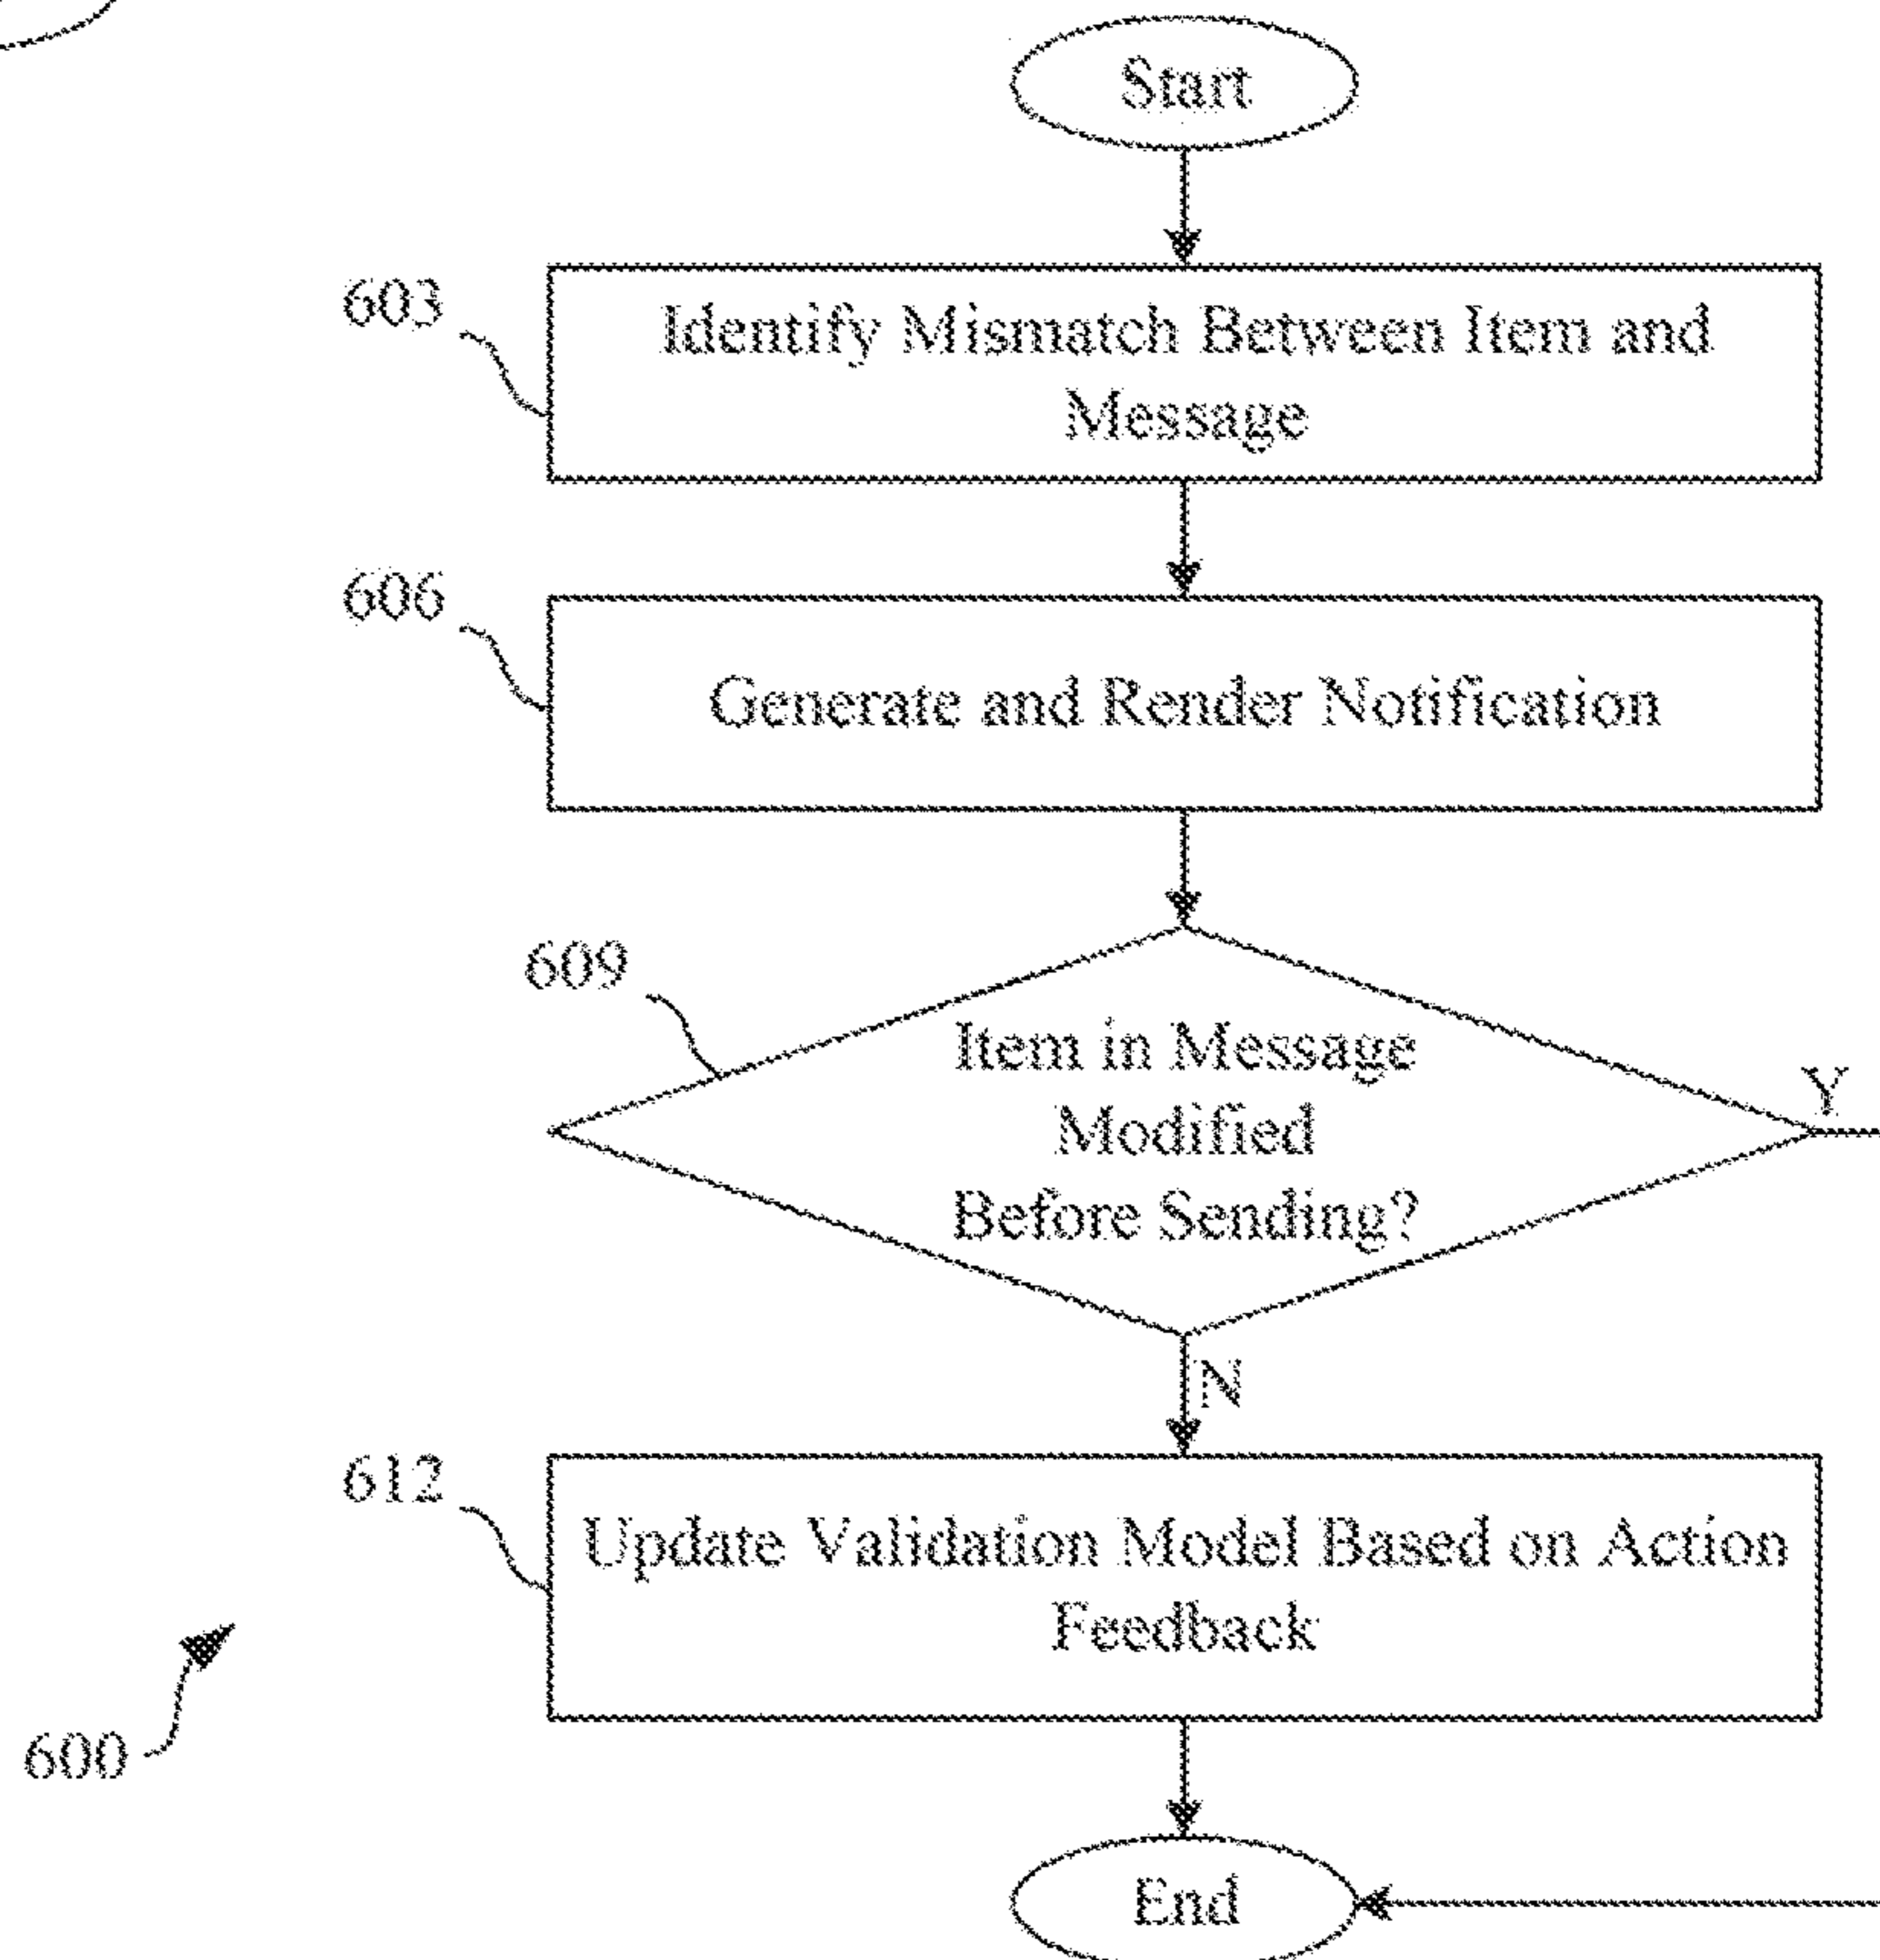 Start
603
Identify Mismatch Between Item and
Message
606
Generate and Render Notification
609
Item in Message
Modified
Before Sending?
Y
N
612
Update Validation Model Based on Action
Feedback
600
End